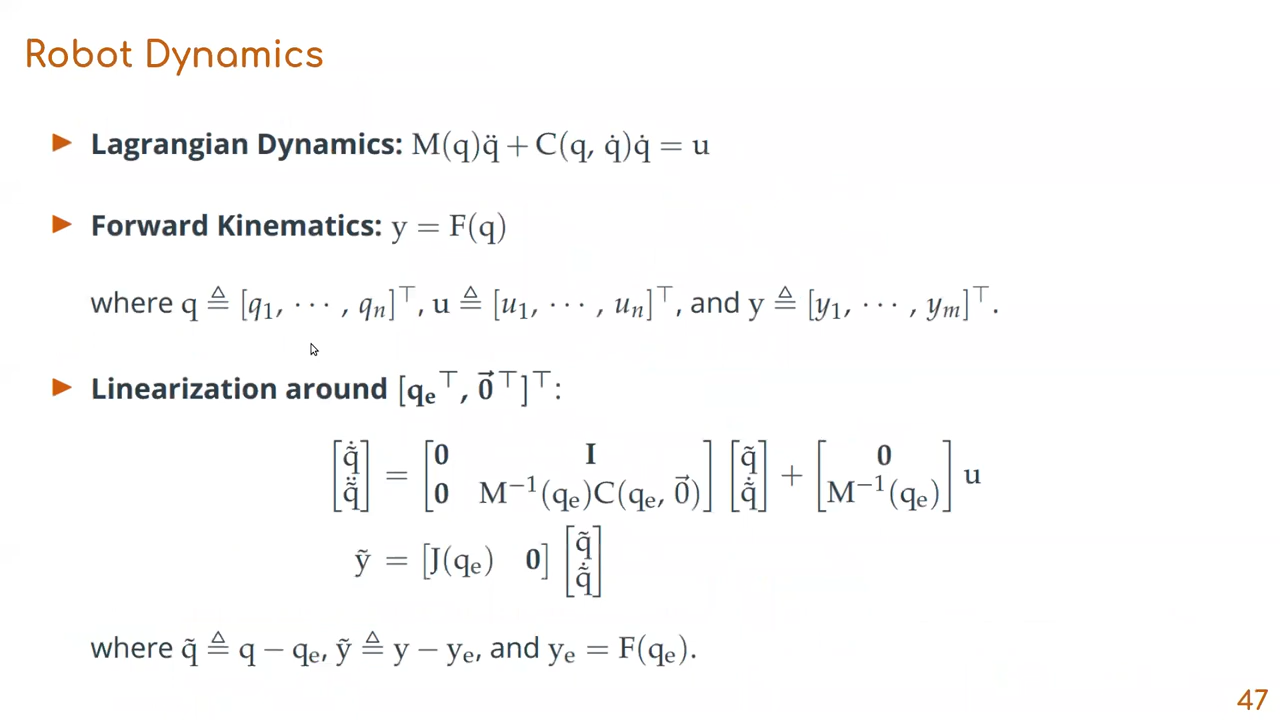 Robot Dynamics
▶ Lagrangian Dynamics: M(q)q̈ + C(q, q̇)q̇ = u
▶ Forward Kinematics: y = F(q)
where q ≜ [q₁, ⋯ , qₙ]ᵀ, u ≜ [u₁, ⋯ , uₙ]ᵀ, and y ≜ [y₁, ⋯ , yₘ]ᵀ.
▶ Linearization around [qₑᵀ, 0⃗ᵀ]ᵀ:
[q̃̇; q̃̈] = [0 I; 0 M⁻¹(qₑ)C(qₑ, 0⃗)] [q̃; q̃̇] + [0; M⁻¹(qₑ)] u
ỹ = [J(qₑ) 0] [q̃; q̃̇]
where q̃ ≜ q − qₑ, ỹ ≜ y − yₑ, and yₑ = F(qₑ).
47